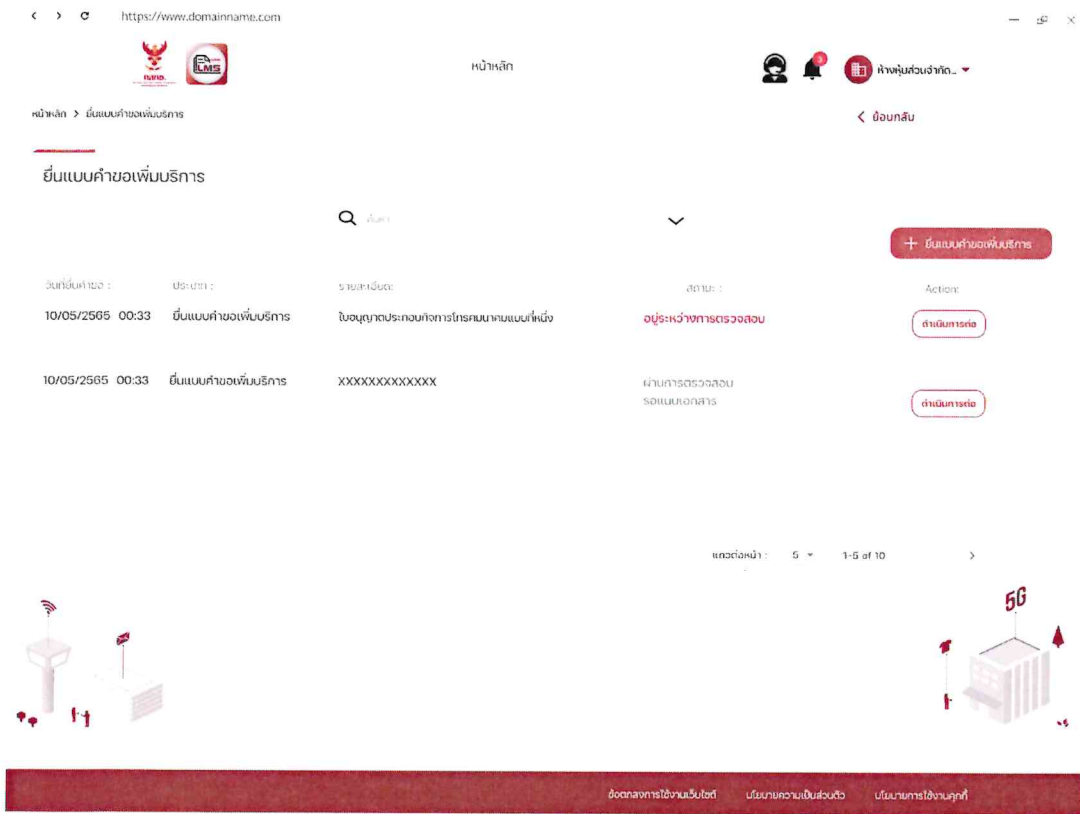 https://www.domainname.com
กสทช.
LMS
หน้าหลัก
3
ห้างหุ้นส่วนจำกัด...
หน้าหลัก > ยื่นแบบคำขอเพิ่มบริการ
ย้อนกลับ
ยื่นแบบคำขอเพิ่มบริการ
ค้นหา
+ ยื่นแบบคำขอเพิ่มบริการ
วันที่ยื่นคำขอ : ประเภท : รายละเอียด: สถานะ : Action:
10/05/2565 00:33 ยื่นแบบคำขอเพิ่มบริการ ใบอนุญาตประกอบกิจการโทรคมนาคมแบบที่หนึ่ง อยู่ระหว่างการตรวจสอบ ดำเนินการต่อ
10/05/2565 00:33 ยื่นแบบคำขอเพิ่มบริการ XXXXXXXXXXXXX ผ่านการตรวจสอบ
รอแนบเอกสาร ดำเนินการต่อ
แถวต่อหน้า : 5 1-5 of 10
5G
ข้อตกลงการใช้งานเว็บไซต์ นโยบายความเป็นส่วนตัว นโยบายการใช้งานคุกกี้